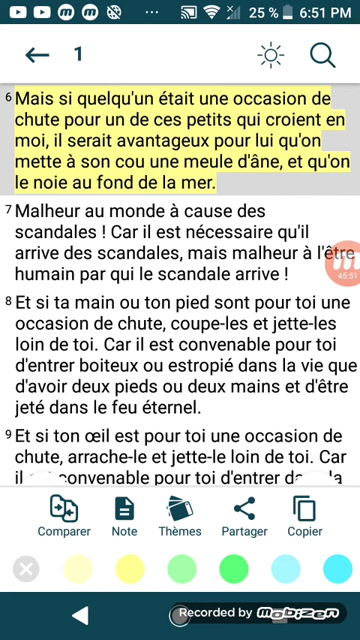 25 % 6:51 PM
1
6 Mais si quelqu'un était une occasion de
chute pour un de ces petits qui croient en
moi, il serait avantageux pour lui qu'on
mette à son cou une meule d'âne, et qu'on
le noie au fond de la mer.
7 Malheur au monde à cause des
scandales ! Car il est nécessaire qu'il
arrive des scandales, mais malheur à l'être
humain par qui le scandale arrive !
45:51
8 Et si ta main ou ton pied sont pour toi une
occasion de chute, coupe-les et jette-les
loin de toi. Car il est convenable pour toi
d'entrer boiteux ou estropié dans la vie que
d'avoir deux pieds ou deux mains et d'être
jeté dans le feu éternel.
9 Et si ton œil est pour toi une occasion de
chute, arrache-le et jette-le loin de toi. Car
il est convenable pour toi d'entrer dans la
Comparer Note Thèmes Partager Copier
Recorded by mobizen